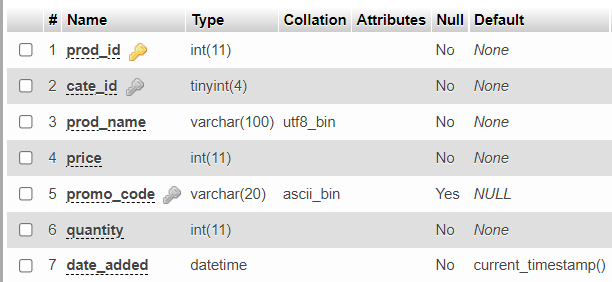 # Name Type Collation Attributes Null Default
1 prod_id int(11) No None
2 cate_id tinyint(4) No None
3 prod_name varchar(100) utf8_bin No None
4 price int(11) No None
5 promo_code varchar(20) ascii_bin Yes NULL
6 quantity int(11) No None
7 date_added datetime No current_timestamp()